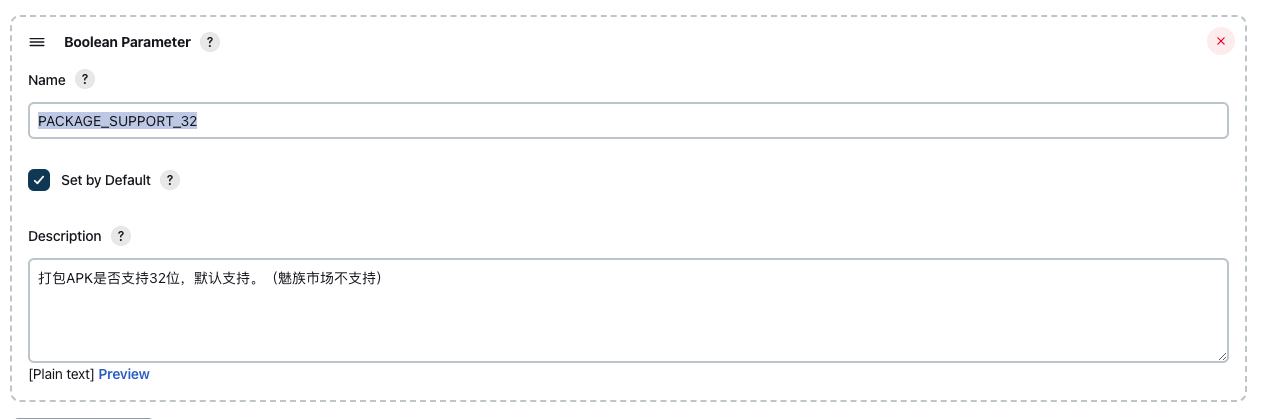 Boolean Parameter ?
Name ?
PACKAGE_SUPPORT_32
Set by Default ?
Description ?
打包APK是否支持32位，默认支持。（魅族市场不支持）
[Plain text] Preview